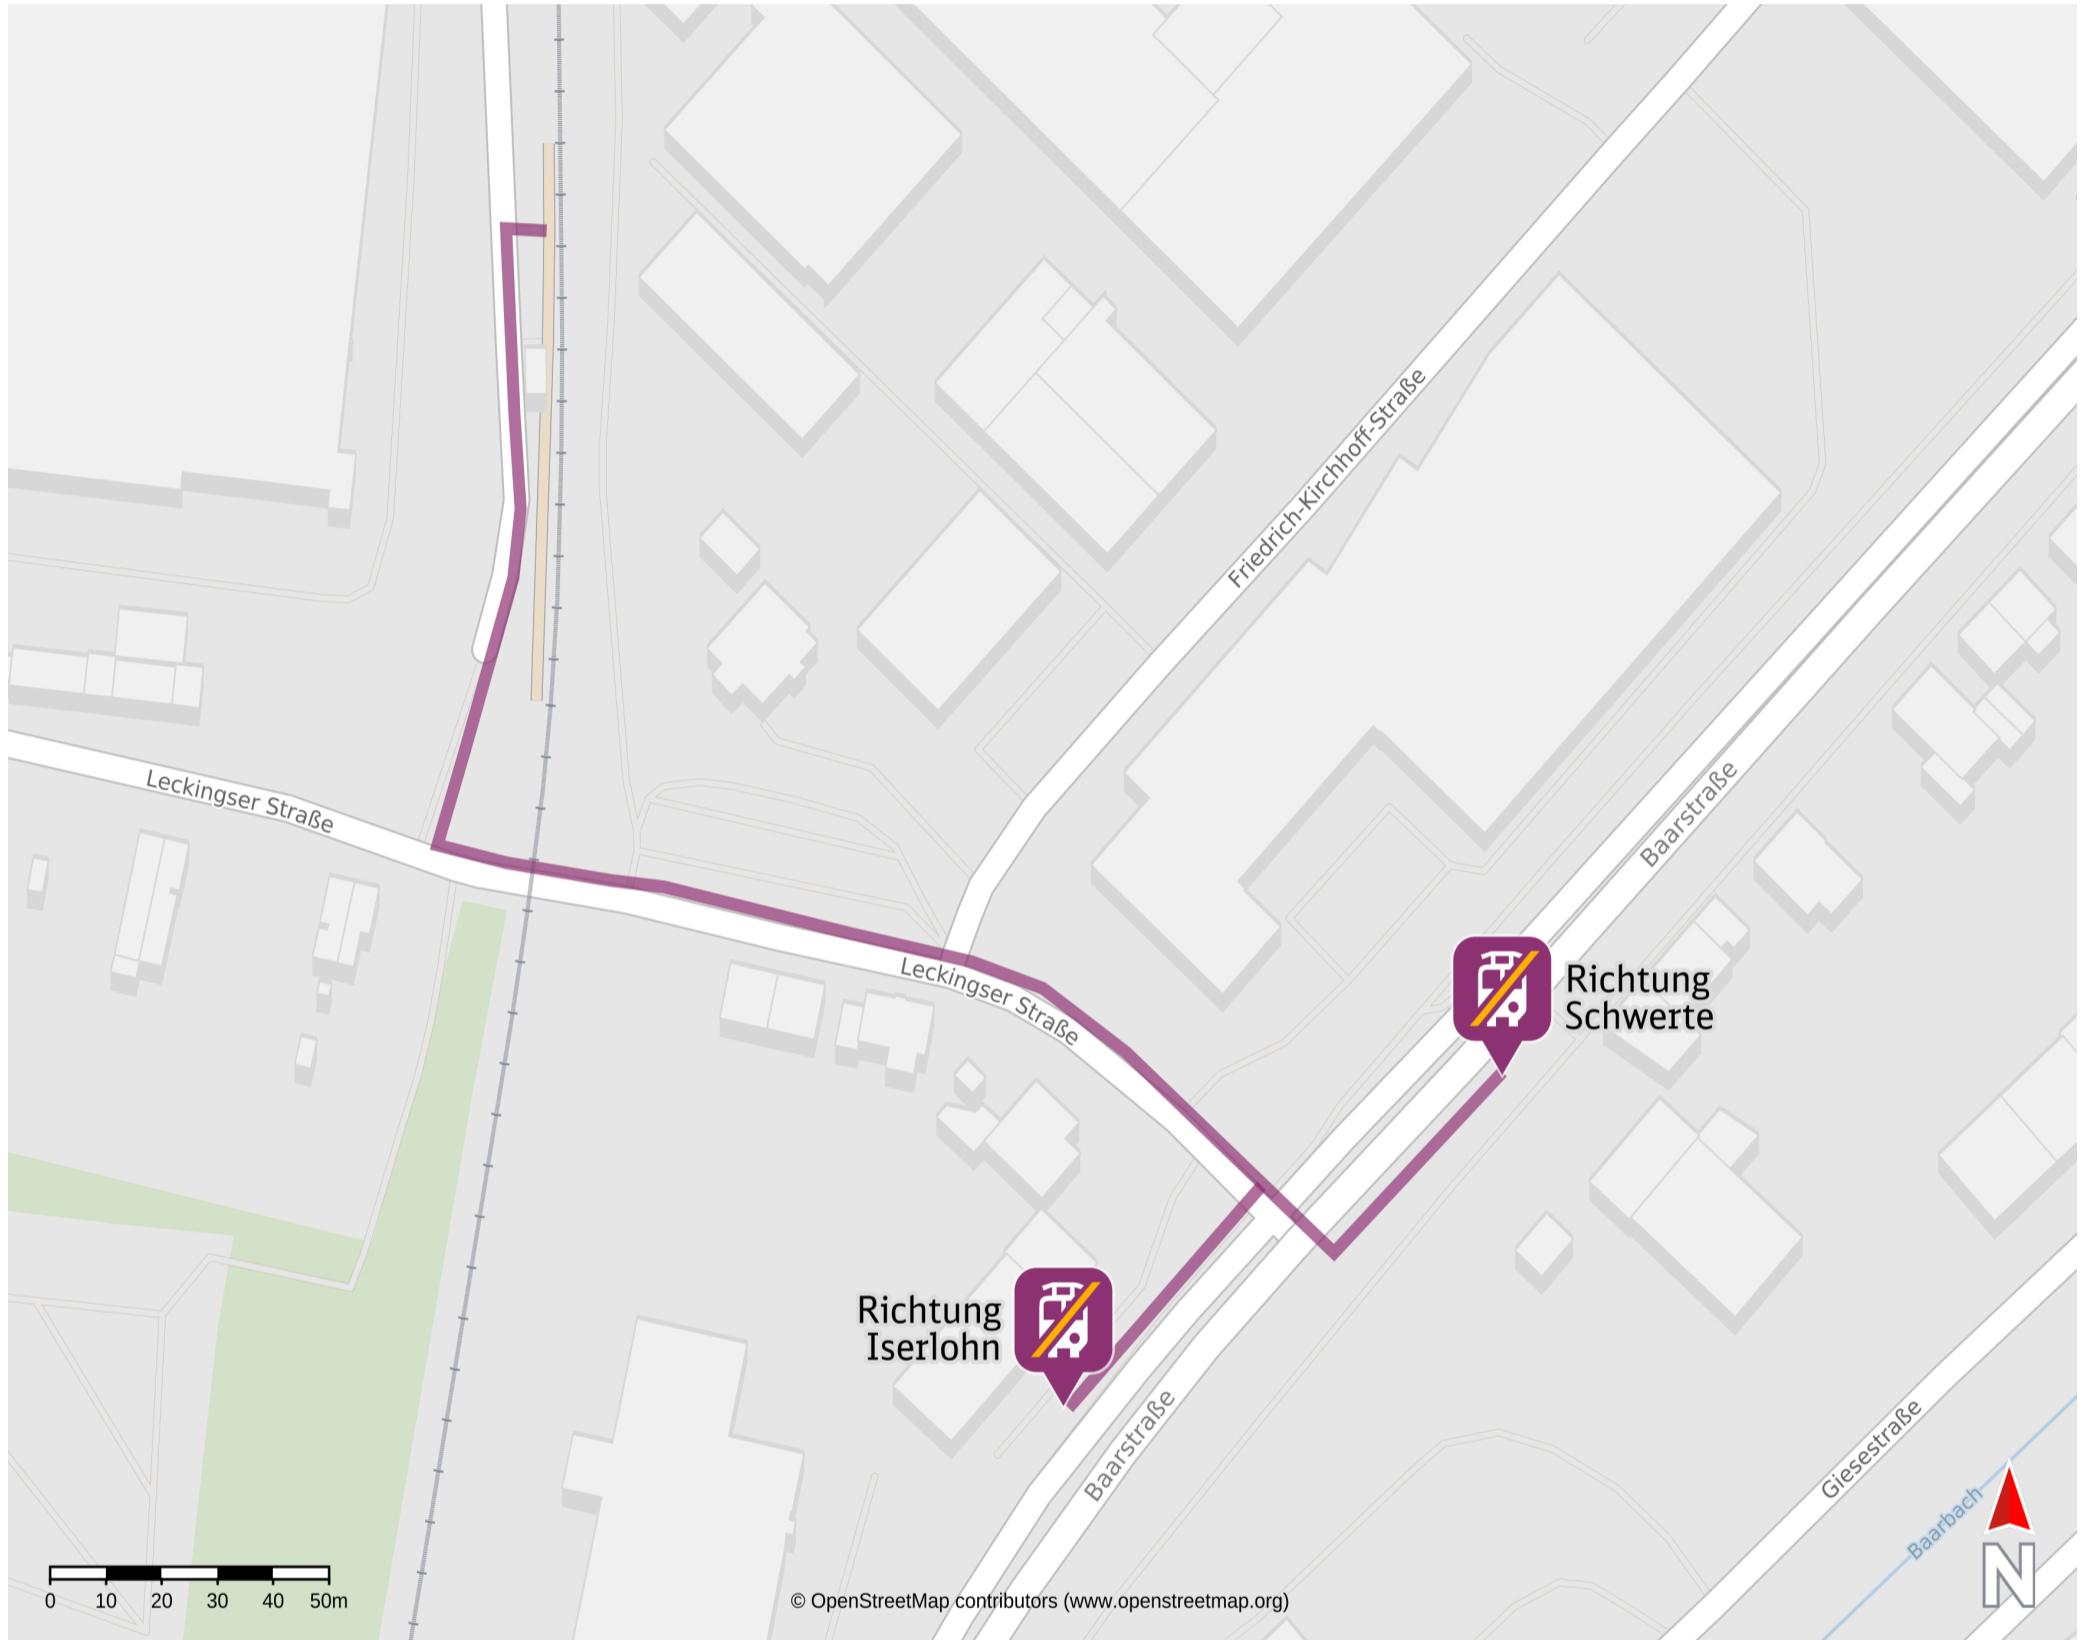 Friedrich-Kirchhoff-Straße
Baarstraße
Leckingser Straße
Leckingser Straße
Richtung
Schwerte
Richtung
Iserlohn
Baarstraße
Giesestraße
Baarbach
N
0 10 20 30 40 50m
© OpenStreetMap contributors (www.openstreetmap.org)